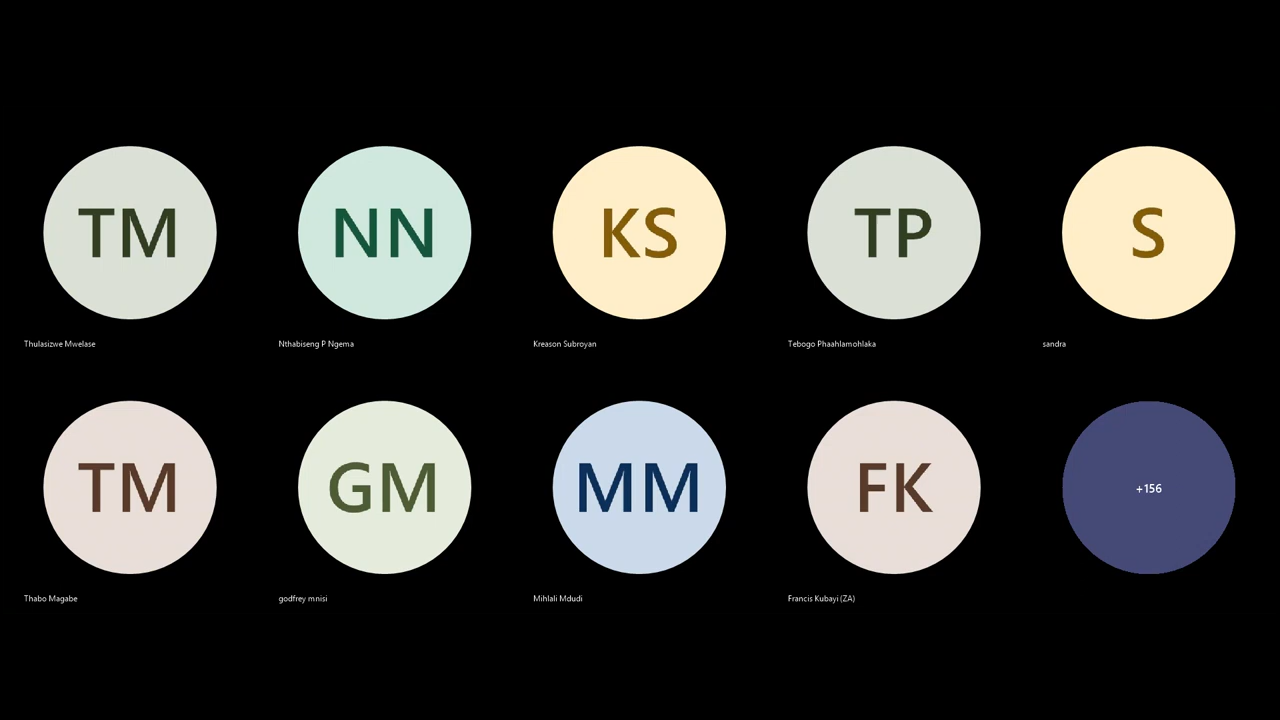 TM
NN
KS
TP
S
Thulasizwe Mwelase
Nthabiseng P Ngema
Kreason Subroyan
Tebogo Phaahlamohlaka
sandra
TM
GM
MM
FK
+156
Thabo Magabe
godfrey mnisi
Mihlali Mdudi
Francis Kubayi (ZA)